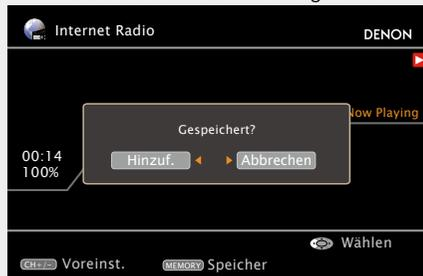 Internet Radio
DENON
Now Playing
Gespeichert?
00:14
Hinzuf.
Abbrechen
100%
Wählen
CH+/− Voreinst.
MEMORY Speicher